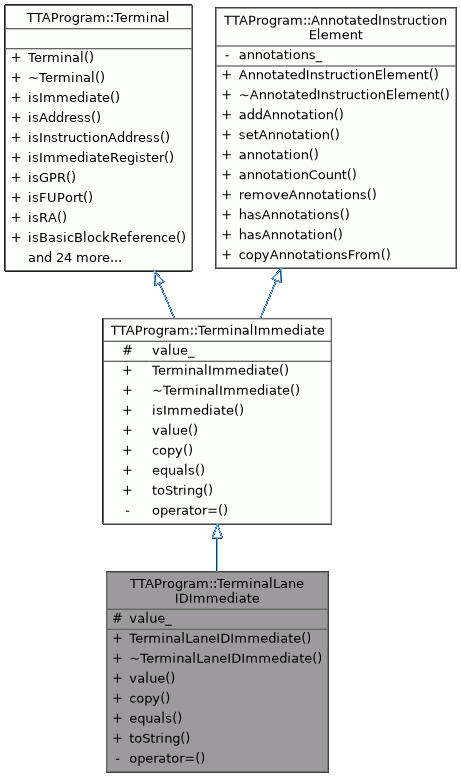 TTAProgram::Terminal
+ Terminal()
+ ~Terminal()
+ isImmediate()
+ isAddress()
+ isInstructionAddress()
+ isImmediateRegister()
+ isGPR()
+ isFUPort()
+ isRA()
+ isBasicBlockReference()
and 24 more...
TTAProgram::AnnotatedInstruction
Element
- annotations_
+ AnnotatedInstructionElement()
+ ~AnnotatedInstructionElement()
+ addAnnotation()
+ setAnnotation()
+ annotation()
+ annotationCount()
+ removeAnnotations()
+ hasAnnotations()
+ hasAnnotation()
+ copyAnnotationsFrom()
TTAProgram::TerminalImmediate
# value_
+ TerminalImmediate()
+ ~TerminalImmediate()
+ isImmediate()
+ value()
+ copy()
+ equals()
+ toString()
- operator=()
TTAProgram::TerminalLane
IDImmediate
# value_
+ TerminalLaneIDImmediate()
+ ~TerminalLaneIDImmediate()
+ value()
+ copy()
+ equals()
+ toString()
- operator=()